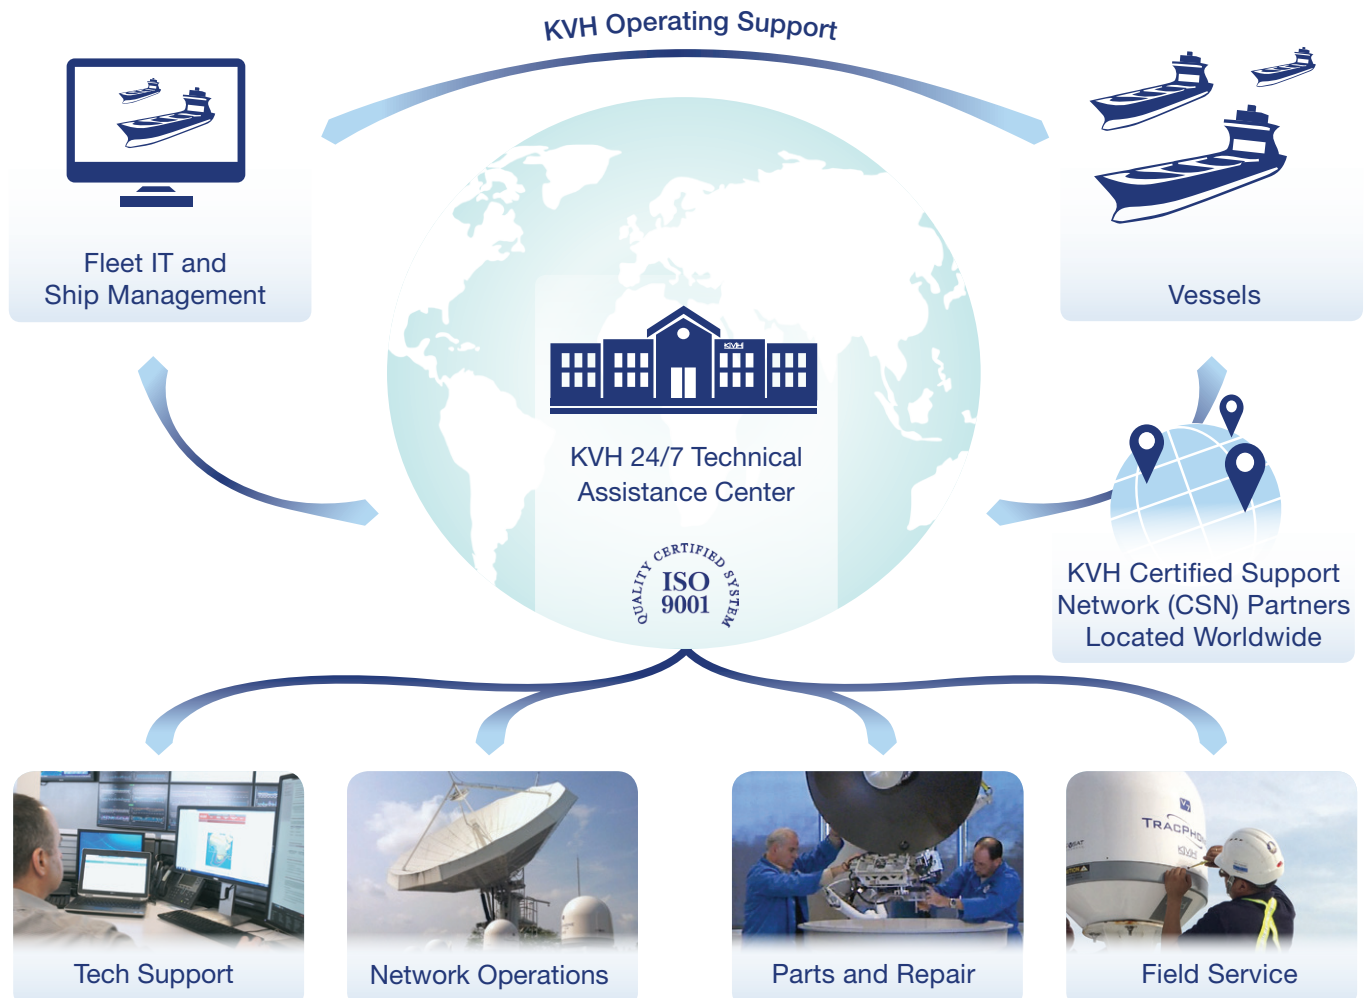 KVH Operating Support
Fleet IT and
Ship Management
Vessels
KVH
KVH 24/7 Technical
Assistance Center
QUALITY CERTIFIED SYSTEM
ISO
9001
KVH Certified Support
Network (CSN) Partners
Located Worldwide
TRACPHO
KVH
Tech Support
Network Operations
Parts and Repair
Field Service